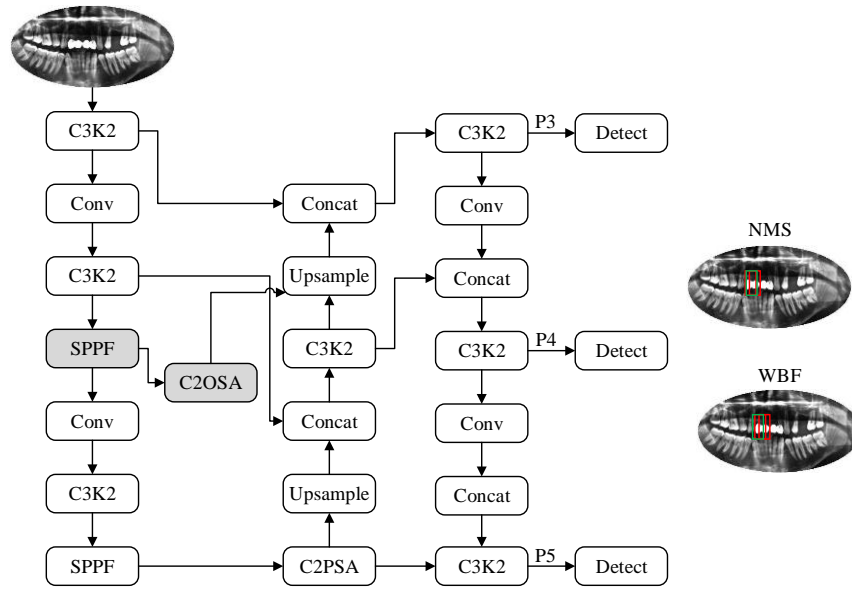 C3K2
Conv
C3K2
SPPF
C2OSA
Conv
C3K2
SPPF
Concat
Upsample
C3K2
Concat
Upsample
C2PSA
C3K2
P3
Detect
Conv
Concat
C3K2
P4
Detect
Conv
Concat
C3K2
P5
Detect
NMS
WBF